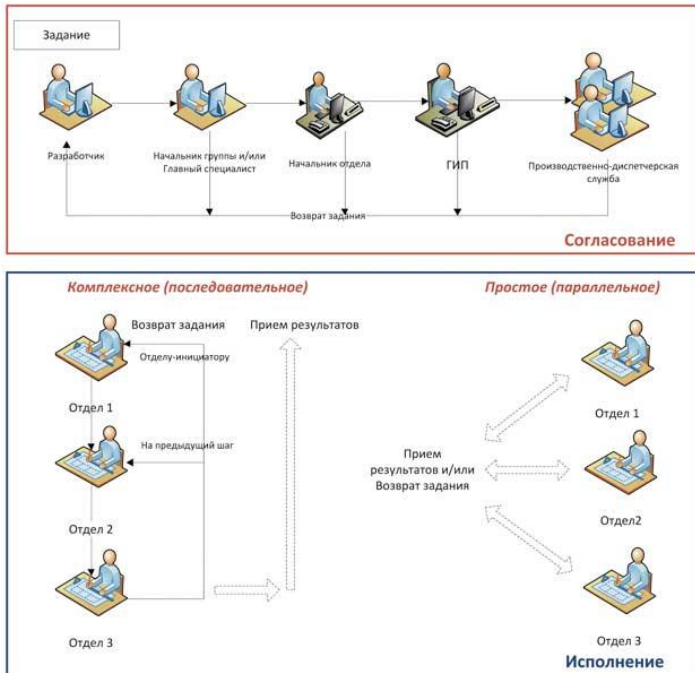 Задание
Разработчик
Начальник группы и/или
Главный специалист
Начальник отдела
ГИП
Производственно-диспетчерская
служба
Возврат задания
Согласование
Комплексное (последовательное)
Простое (параллельное)
Возврат задания
Прием результатов
Отделу-инициатору
Отдел 1
На предыдущий шаг
Отдел 2
Отдел 3
Отдел 1
Прием
результатов и/или
Возврат задания
Отдел2
Отдел 3
Исполнение